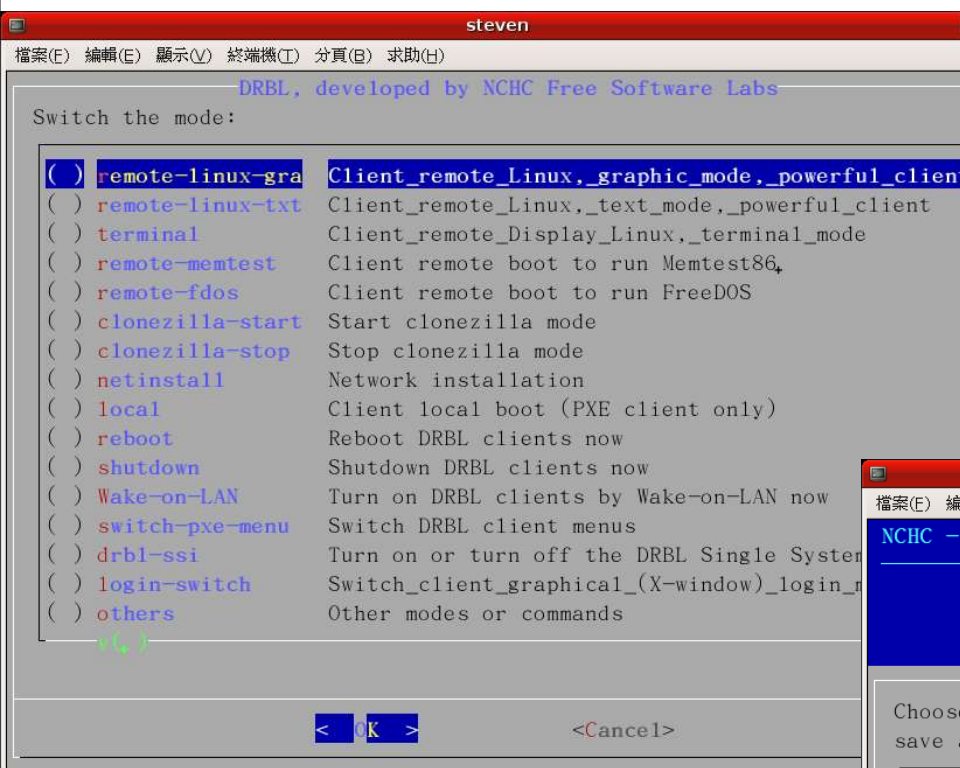 steven
檔案(F) 編輯(E) 顯示(V) 終端機(T) 分頁(B) 求助(H)
DRBL, developed by NCHC Free Software Labs
Switch the mode:
( ) remote-linux-gra Client_remote_Linux,_graphic_mode,_powerful_client
( ) remote-linux-txt Client_remote_Linux,_text_mode,_powerful_client
( ) terminal Client_remote_Display_Linux,_terminal_mode
( ) remote-memtest Client remote boot to run Memtest86+
( ) remote-fdos Client remote boot to run FreeDOS
( ) clonezilla-start Start clonezilla mode
( ) clonezilla-stop Stop clonezilla mode
( ) netinstall Network installation
( ) local Client local boot (PXE client only)
( ) reboot Reboot DRBL clients now
( ) shutdown Shutdown DRBL clients now
( ) Wake-on-LAN Turn on DRBL clients by Wake-on-LAN now
( ) switch-pxe-menu Switch DRBL client menus
( ) drbl-ssi Turn on or turn off the DRBL Single System
( ) login-switch Switch_client_graphical_(X-window)_login_m
( ) others Other modes or commands
v(+)
< OK > <Cancel>
檔案(F) 編
NCHC -
Choose
save a